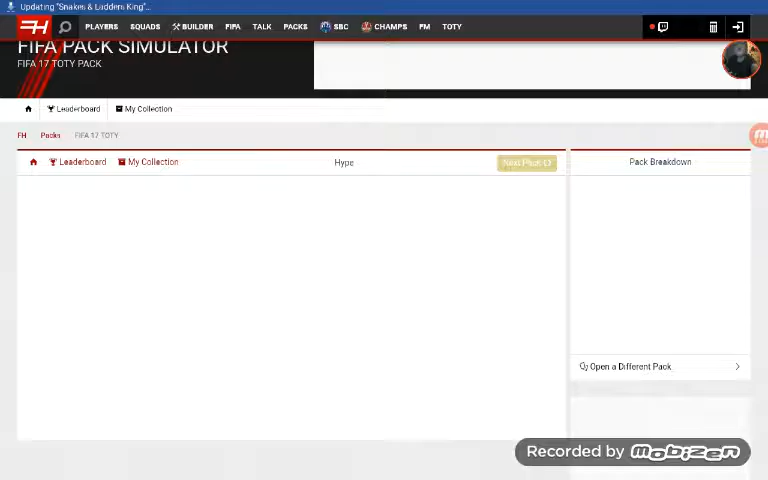 Updating "Snakes & Ladders King"...
FH PLAYERS SQUADS BUILDER FIFA TALK PACKS SBC CHAMPS FM TOTY
FIFA PACK SIMULATOR
FIFA 17 TOTY PACK
Leaderboard My Collection
FH Packs FIFA 17 TOTY
Leaderboard My Collection Hype Next Pack Pack Breakdown
Open a Different Pack
Recorded by mobizen